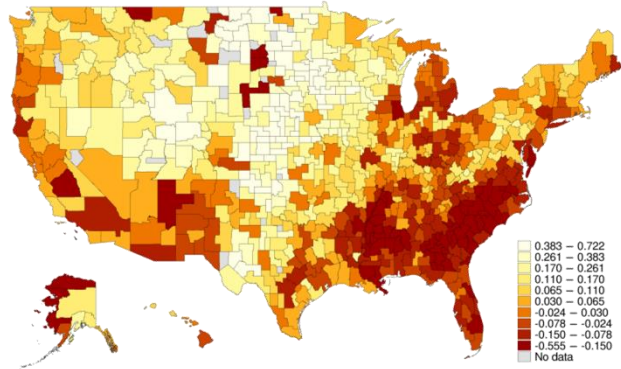 0.383 – 0.722
0.261 – 0.383
0.170 – 0.261
0.110 – 0.170
0.065 – 0.110
0.030 – 0.065
-0.024 – 0.030
-0.078 – -0.024
-0.150 – -0.078
-0.555 – -0.150
No data